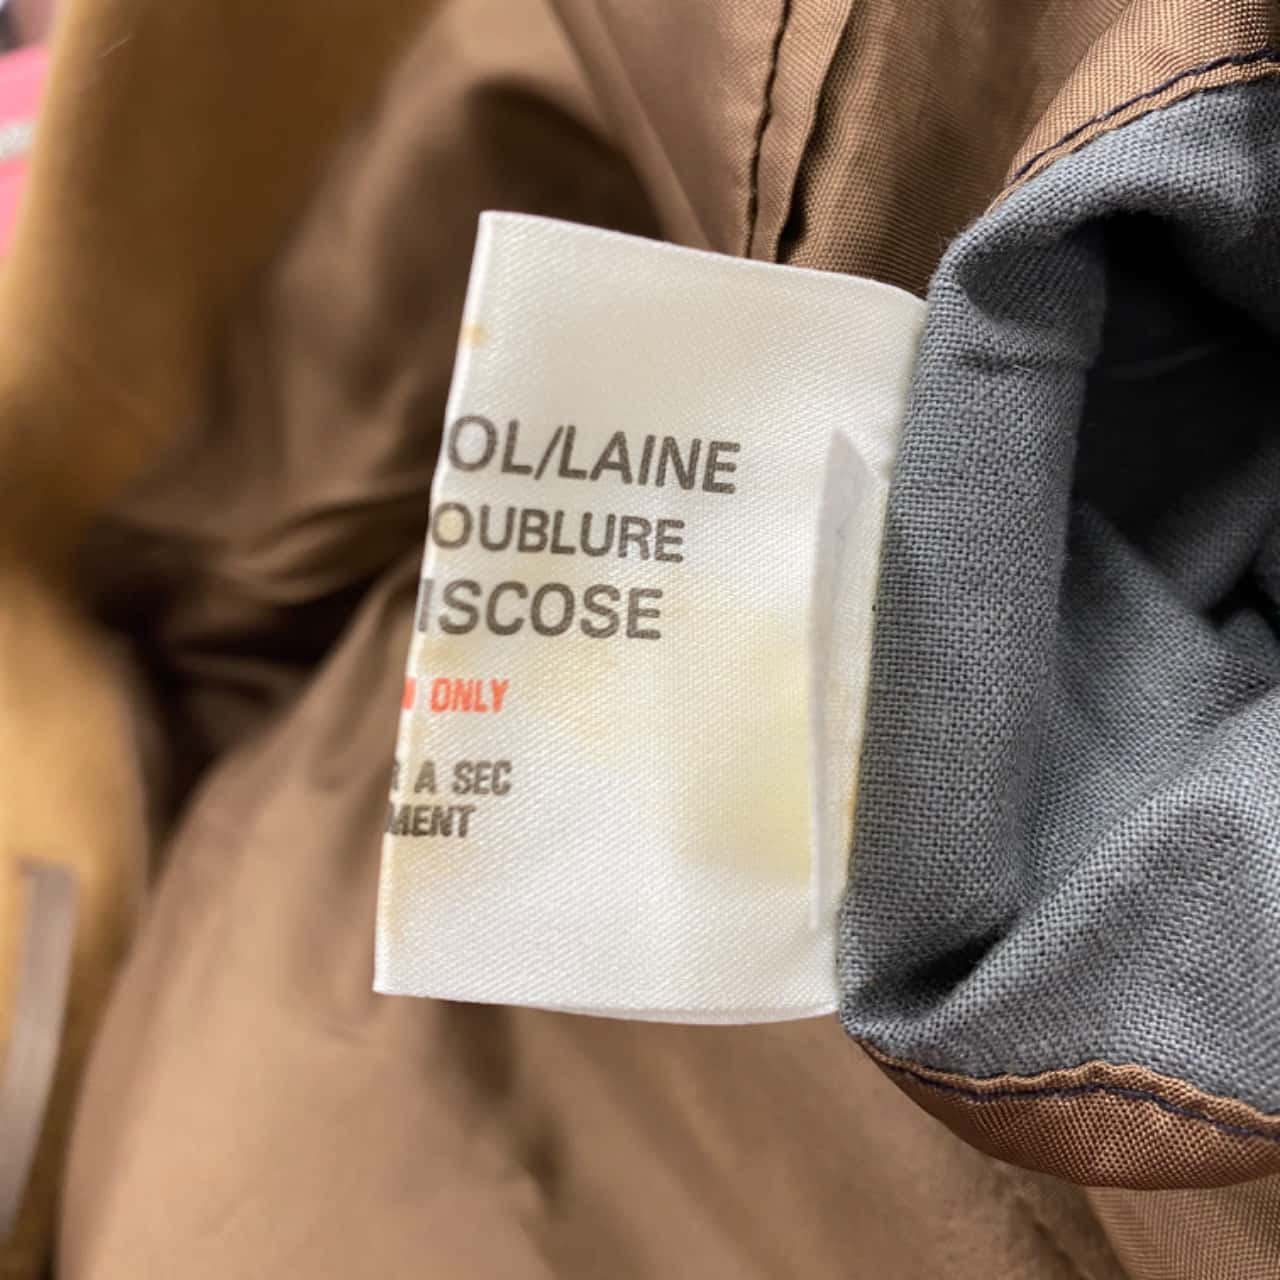 OL/LAINE
OUBLURE
ISCOSE
ONLY
R A SEC
MENT